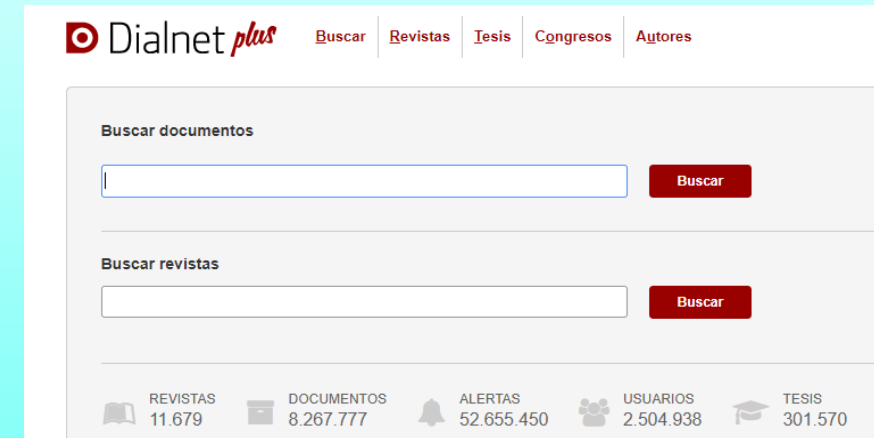 Dialnet plus Buscar Revistas Tesis Congresos Autores
Buscar documentos
Buscar
Buscar revistas
Buscar
REVISTAS DOCUMENTOS ALERTAS USUARIOS TESIS
11.679 8.267.777 52.655.450 2.504.938 301.570